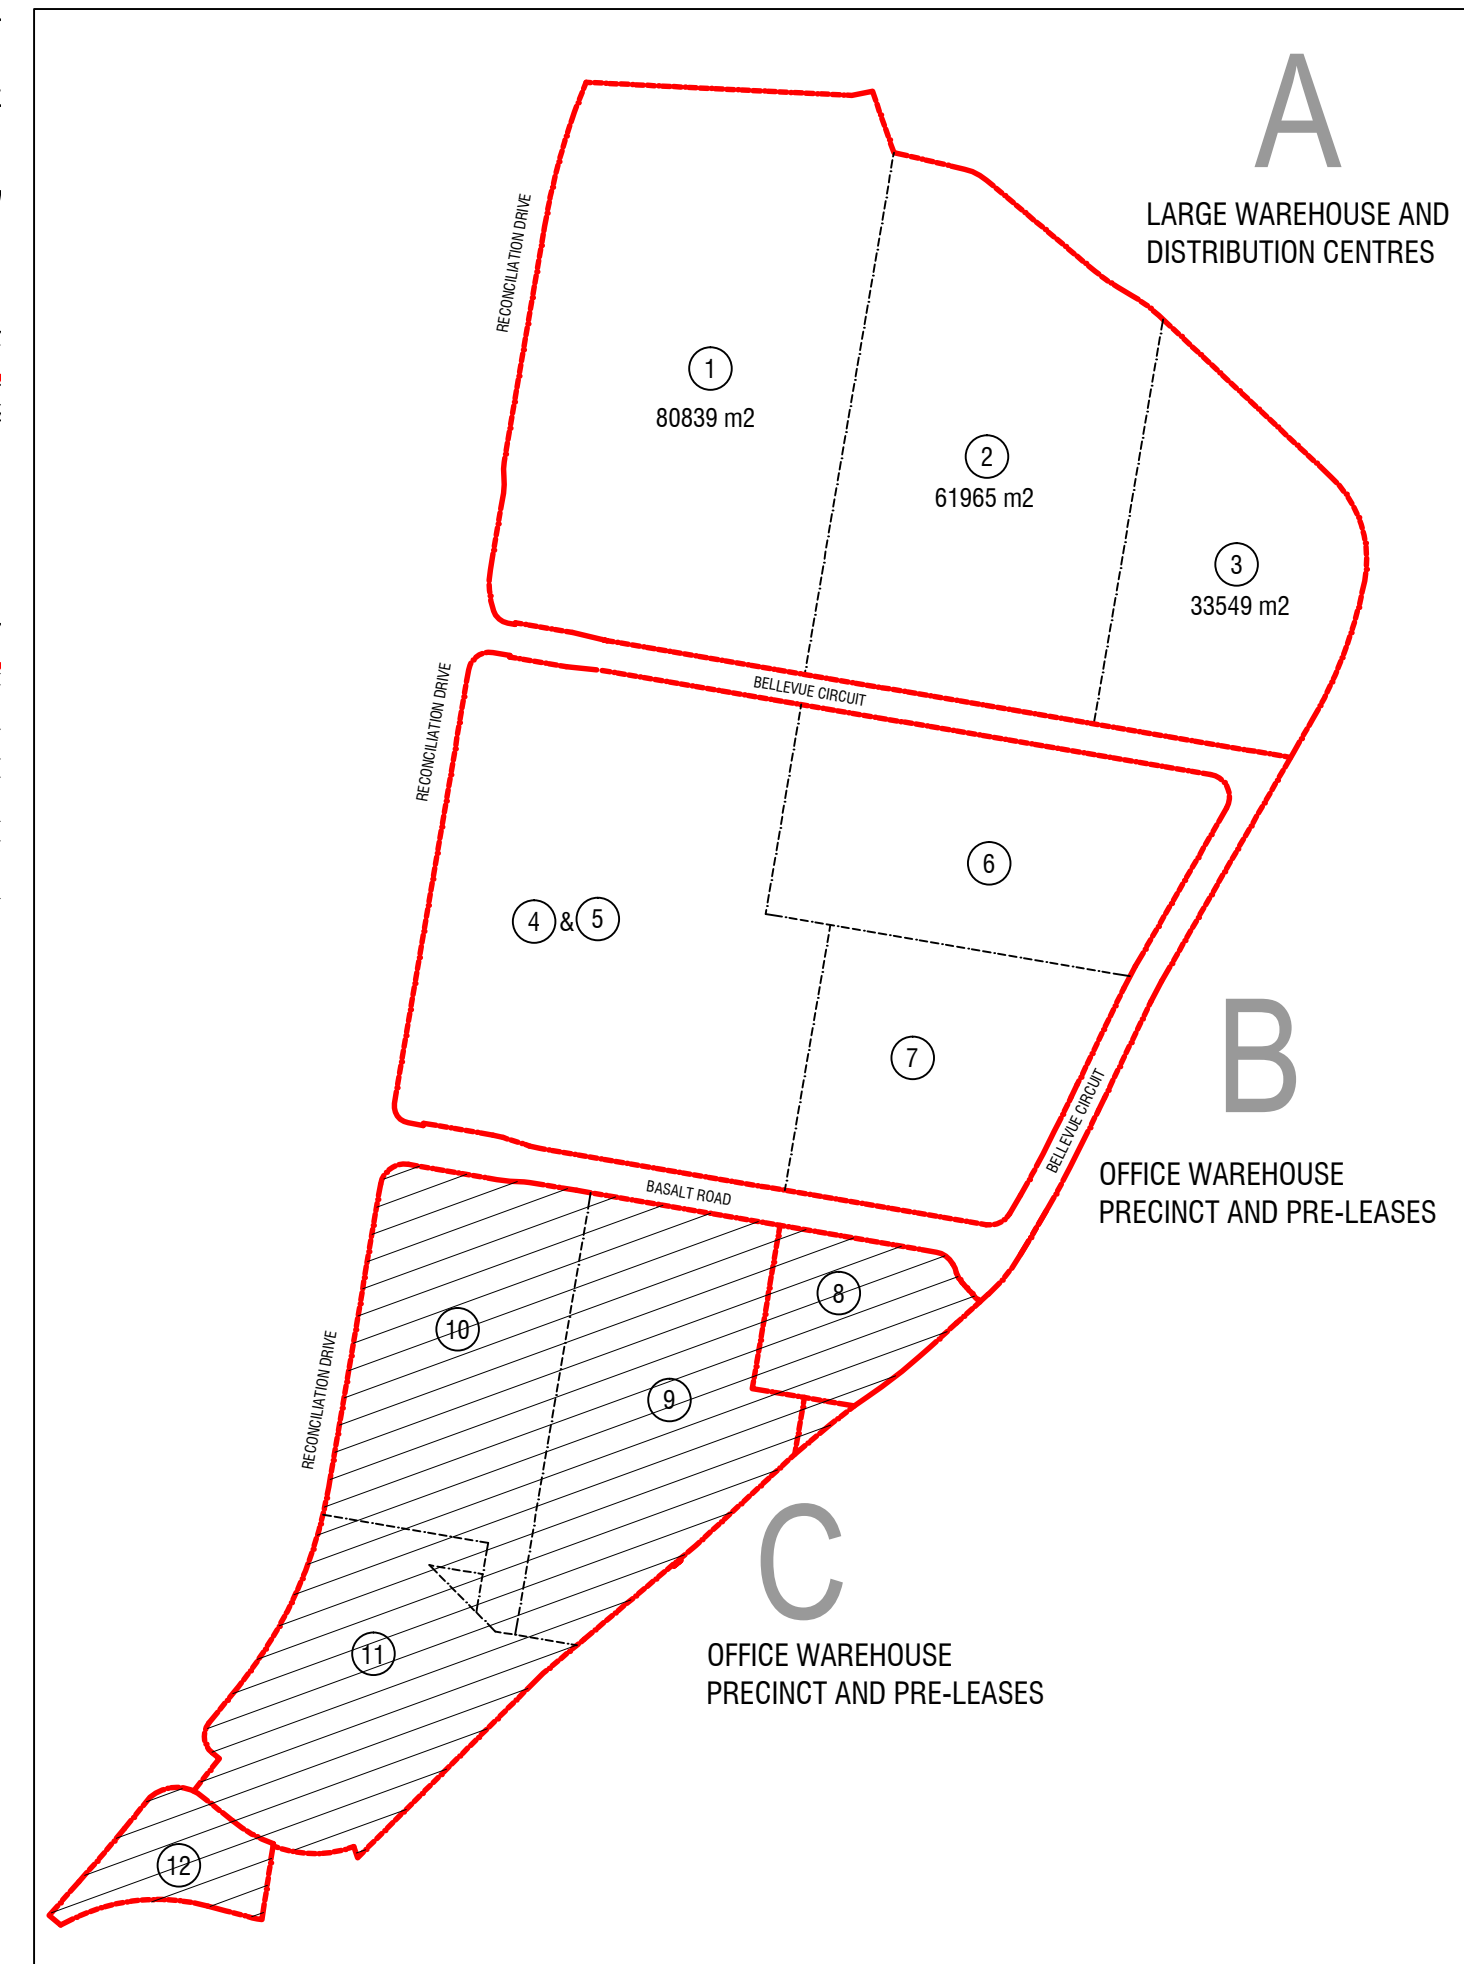 A
LARGE WAREHOUSE AND
DISTRIBUTION CENTRES
RECONCILIATION DRIVE
1
80839 m2
2
61965 m2
3
33549 m2
BELLEVUE CIRCUIT
RECONCILIATION DRIVE
6
4 & 5
7
B
OFFICE WAREHOUSE
PRECINCT AND PRE-LEASES
BELLEVUE CIRCUIT
BASALT ROAD
8
10
9
RECONCILIATION DRIVE
C
OFFICE WAREHOUSE
PRECINCT AND PRE-LEASES
11
12